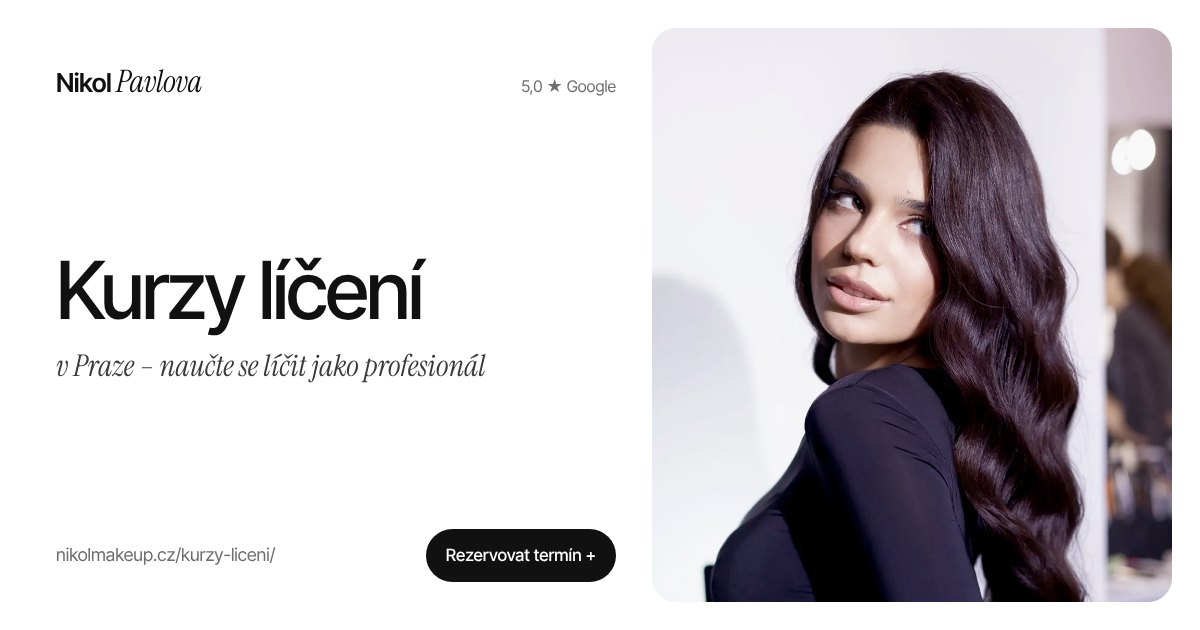 Nikol Pavlova
5,0 ★ Google
Kurzy líčení
v Praze – naučte se líčit jako profesionál
nikolmakeup.cz/kurzy-liceni/
Rezervovat termín +